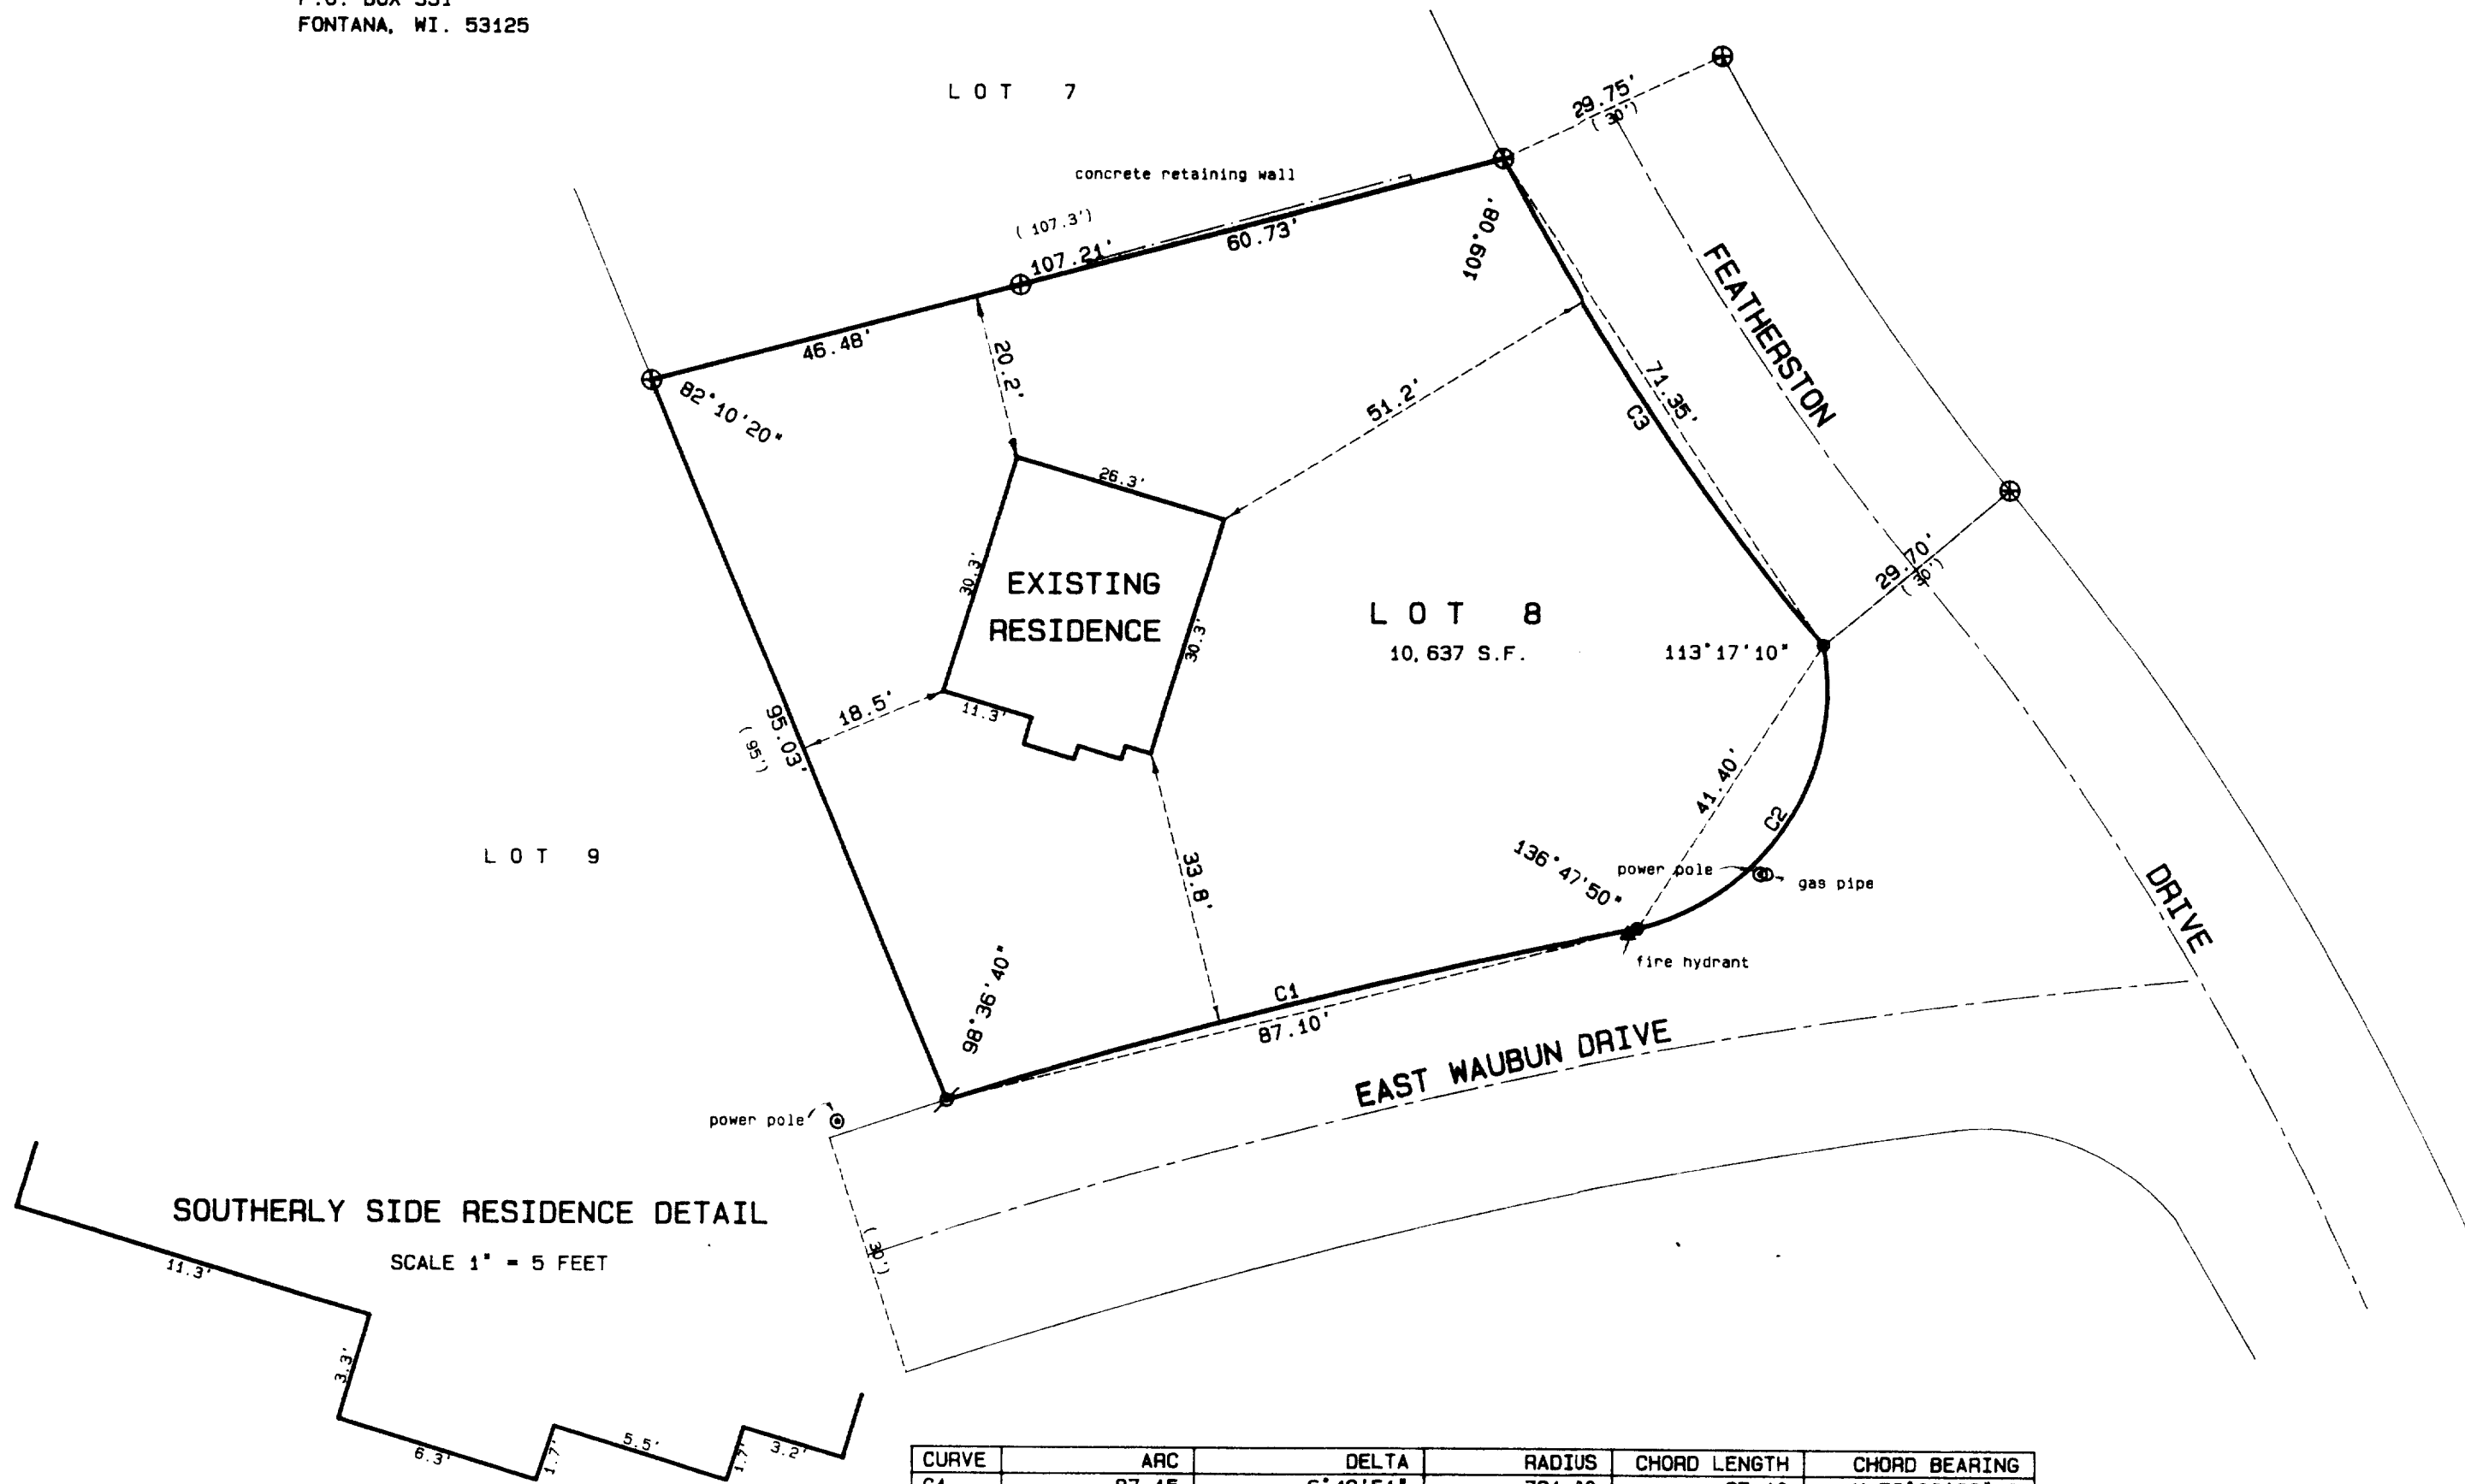 FONTANA, WI. 53125
LOT 7
concrete retaining wall
29.75'
( 30')
( 107.3')
107.21'
60.73'
109°08'
46.48'
82°10'20"
20.2'
51.2'
FEATHERSTON
71.35'
C3
26.3'
30.3'
EXISTING
RESIDENCE
30.3'
LOT 8
10,637 S.F.
113°17'10"
29.70'
( 30')
18.5'
11.3'
95.03'
( 95')
41.40'
C2
LOT 9
33.8'
136°47'50"
power pole
gas pipe
DRIVE
fire hydrant
98°36'40"
C1
87.10'
EAST WAUBUN DRIVE
power pole
( 30')
SOUTHERLY SIDE RESIDENCE DETAIL
SCALE 1" = 5 FEET
11.3'
3.3'
6.3'
1.7'
5.5'
1.7'
3.2'
CURVE ARC DELTA RADIUS CHORD LENGTH CHORD BEARING